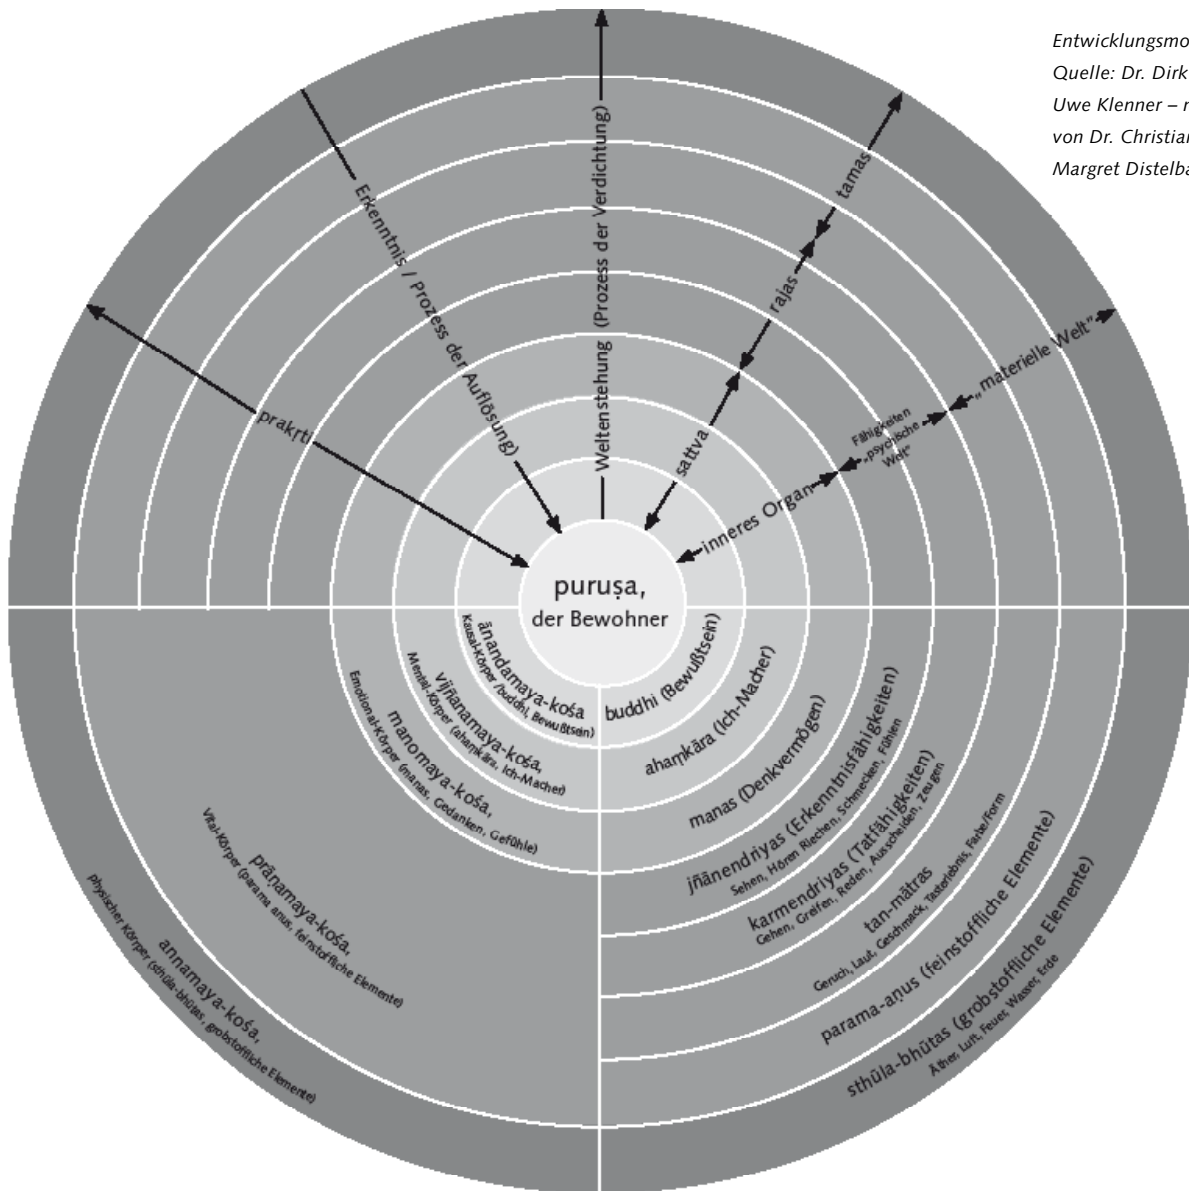 Entwicklungsmo
Quelle: Dr. Dirk
Uwe Klenner – r
von Dr. Christian
Margret Distelba
Erkenntnis / Prozess der Auflösung)
Weltenstehung (Prozess der Verdichtung)
tamas
rajas
sattva
prakṛti
inneres Organ
Fähigkeiten
„psychische
Welt"
„materielle Welt"
puruṣa,
der Bewohner
ānandamaya-kośa
Kausal-Körper /buddhi, Bewußtsein)
vijñanamaya-kośa,
Mental-Körper (ahaṃkāra, Ich-Macher)
manomaya-kośa,
Emotional-Körper (manas, Gedanken, Gefühle)
prāṇamaya-kośa,
Vital-Körper (parama anus, feinstoffliche Elemente)
annamaya-kośa,
physischer Körper (sthūla-bhūtas, grobstoffliche Elemente)
buddhi (Bewußtsein)
ahaṃkāra (Ich-Macher)
manas (Denkvermögen)
jñānendriyas (Erkenntnisfähigkeiten)
Sehen, Hören Riechen, Schmecken, Fühlen
karmendriyas (Tatfähigkeiten)
Gehen, Greifen, Reden, Ausscheiden, Zeugen
tan-mātras
Geruch, Laut, Geschmack, Tasterlebnis, Farbe/Form
parama-aṇus (feinstoffliche Elemente)
sthūla-bhūtas (grobstoffliche Elemente)
Äther, Luft, Feuer, Wasser, Erde